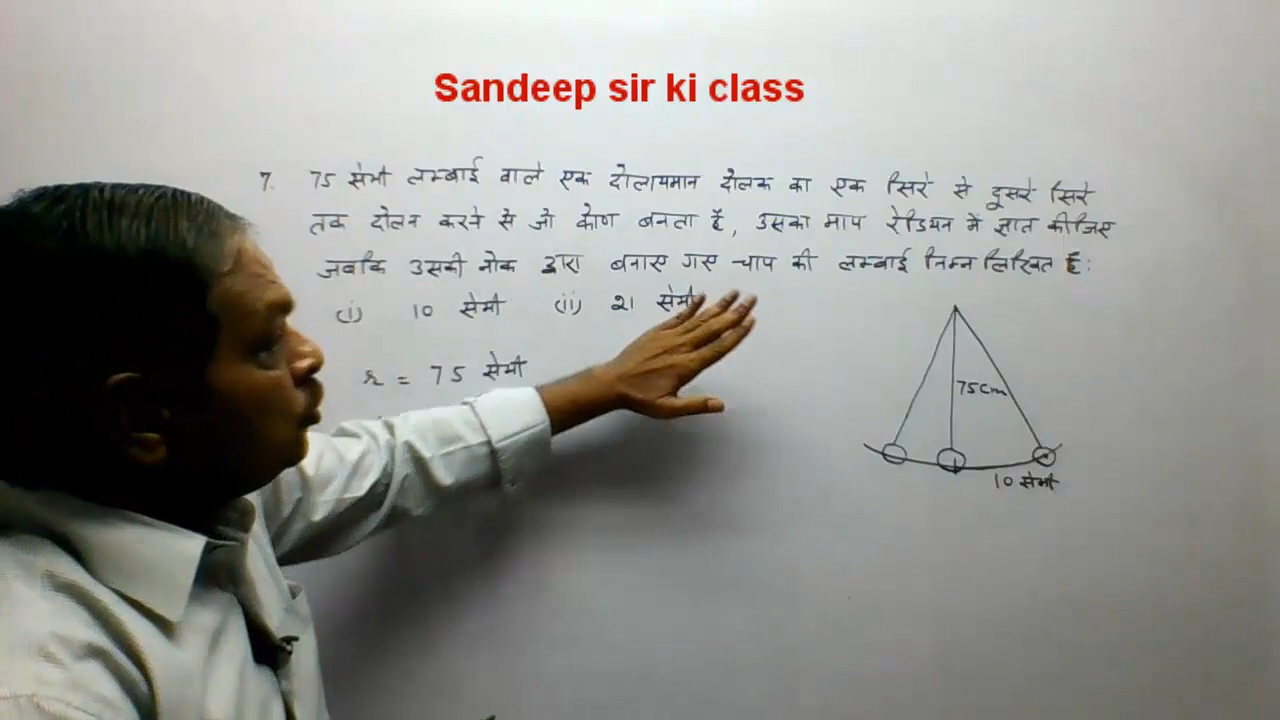 Sandeep sir ki class
7. 75 सेमी लम्बाई वाले एक दोलायमान दोलक का एक सिरे से दूसरे सिरे
तक दोलन करने से जो कोण बनता है, उसका माप रेडियन में ज्ञात कीजिए
जबकि उसकी नोक द्वारा बनाए गए चाप की लम्बाई निम्न लिखित है:
(i) 10 सेमी (ii) 21 सेमी
r = 75 सेमी
75cm
10 सेमी